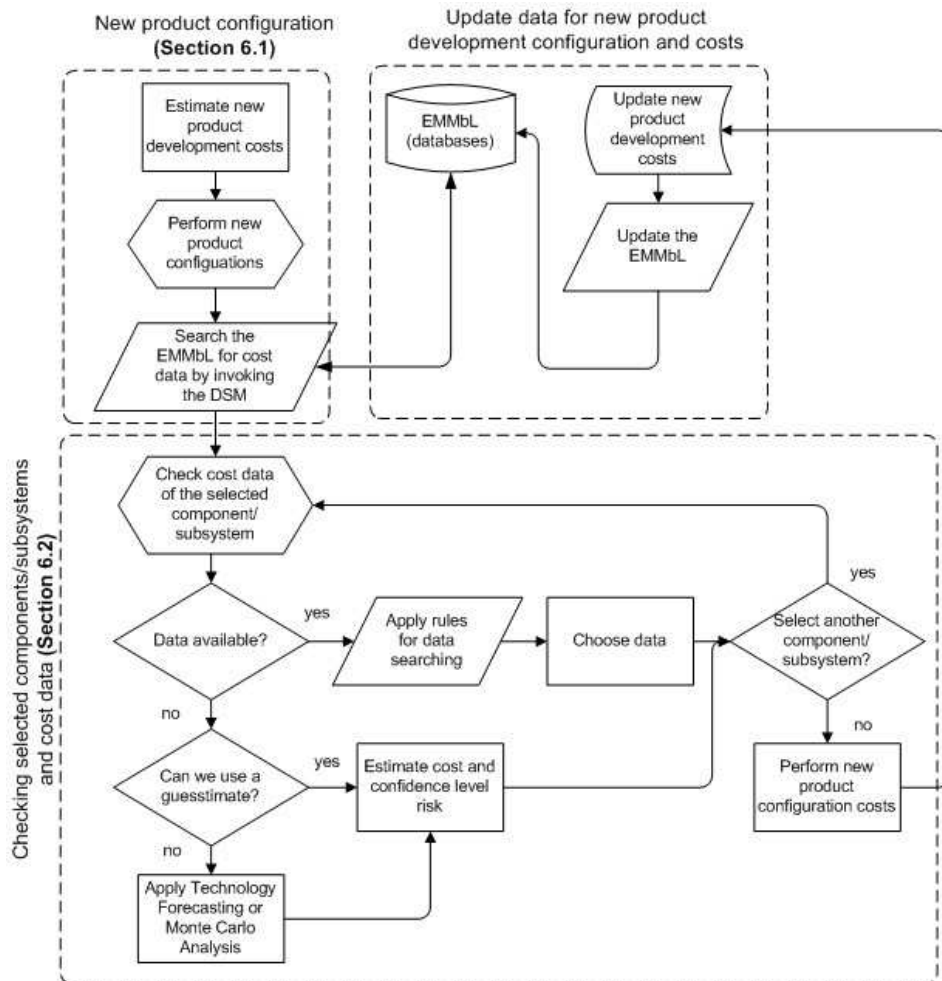 New product configuration
(Section 6.1)
Update data for new product
development configuration and costs
Estimate new
product
development costs
EMMbL
(databases)
Update new
product
development
costs
Perform new
product
configuations
Update the
EMMbL
Search the
EMMbL for cost
data by invoking
the DSM
Checking selected components/subsystems
and cost data (Section 6.2)
Check cost data
of the selected
component/
subsystem
Data available?
yes
Apply rules
for data
searching
Choose data
Select another
component/
subsystem?
yes
no
no
Can we use a
guesstimate?
yes
Estimate cost and
confidence level
risk
Perform new
product
configuration costs
no
Apply Technology
Forecasting or
Monte Carlo
Analysis